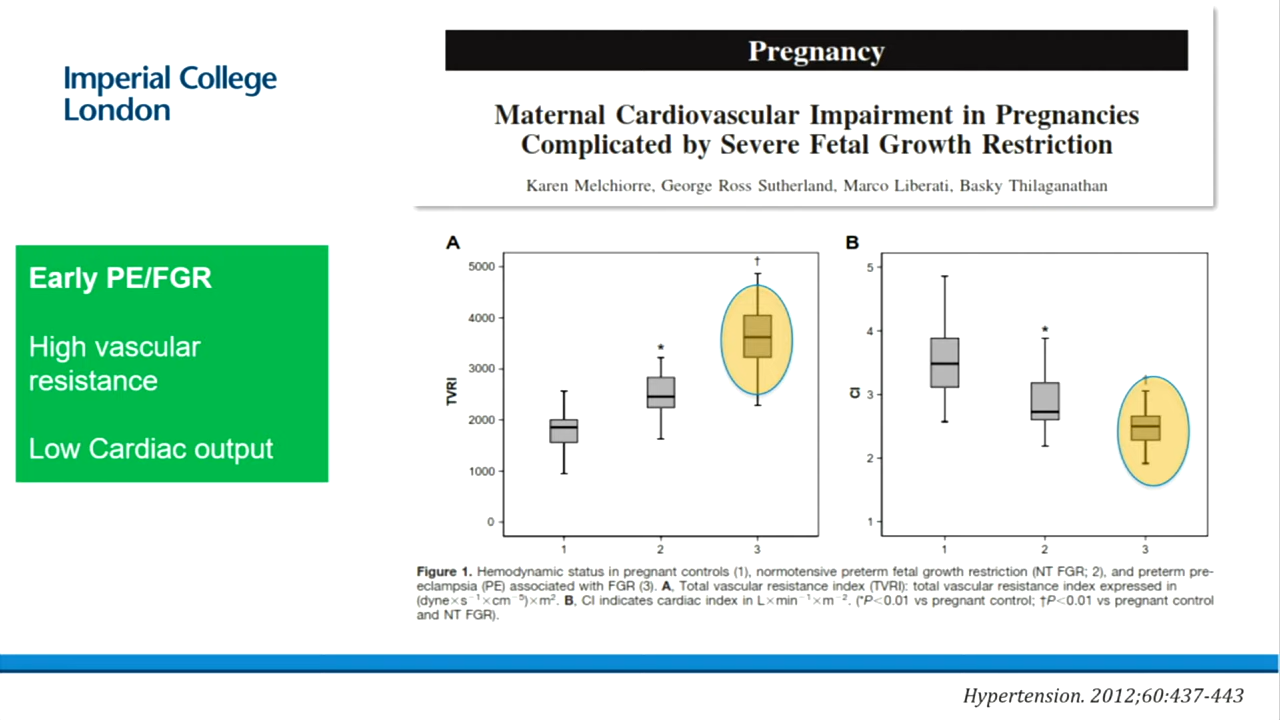 Imperial College
London
Pregnancy
Maternal Cardiovascular Impairment in Pregnancies
Complicated by Severe Fetal Growth Restriction
Karen Melchiorre, George Ross Sutherland, Marco Liberati, Basky Thilaganathan
Early PE/FGR
High vascular
resistance
Low Cardiac output
A
5000
4000
3000
2000
1000
0
TVRI
*
†
1 2 3
B
5
4
3
2
1
CI
*
†
1 2 3
Figure 1. Hemodynamic status in pregnant controls (1), normotensive preterm fetal growth restriction (NT FGR; 2), and preterm pre-
eclampsia (PE) associated with FGR (3). A, Total vascular resistance index (TVRI): total vascular resistance index expressed in
(dyne×s⁻¹×cm⁻⁵)×m². B, CI indicates cardiac index in L×min⁻¹×m⁻². (*P<0.01 vs pregnant control; †P<0.01 vs pregnant control
and NT FGR).
Hypertension. 2012;60:437-443